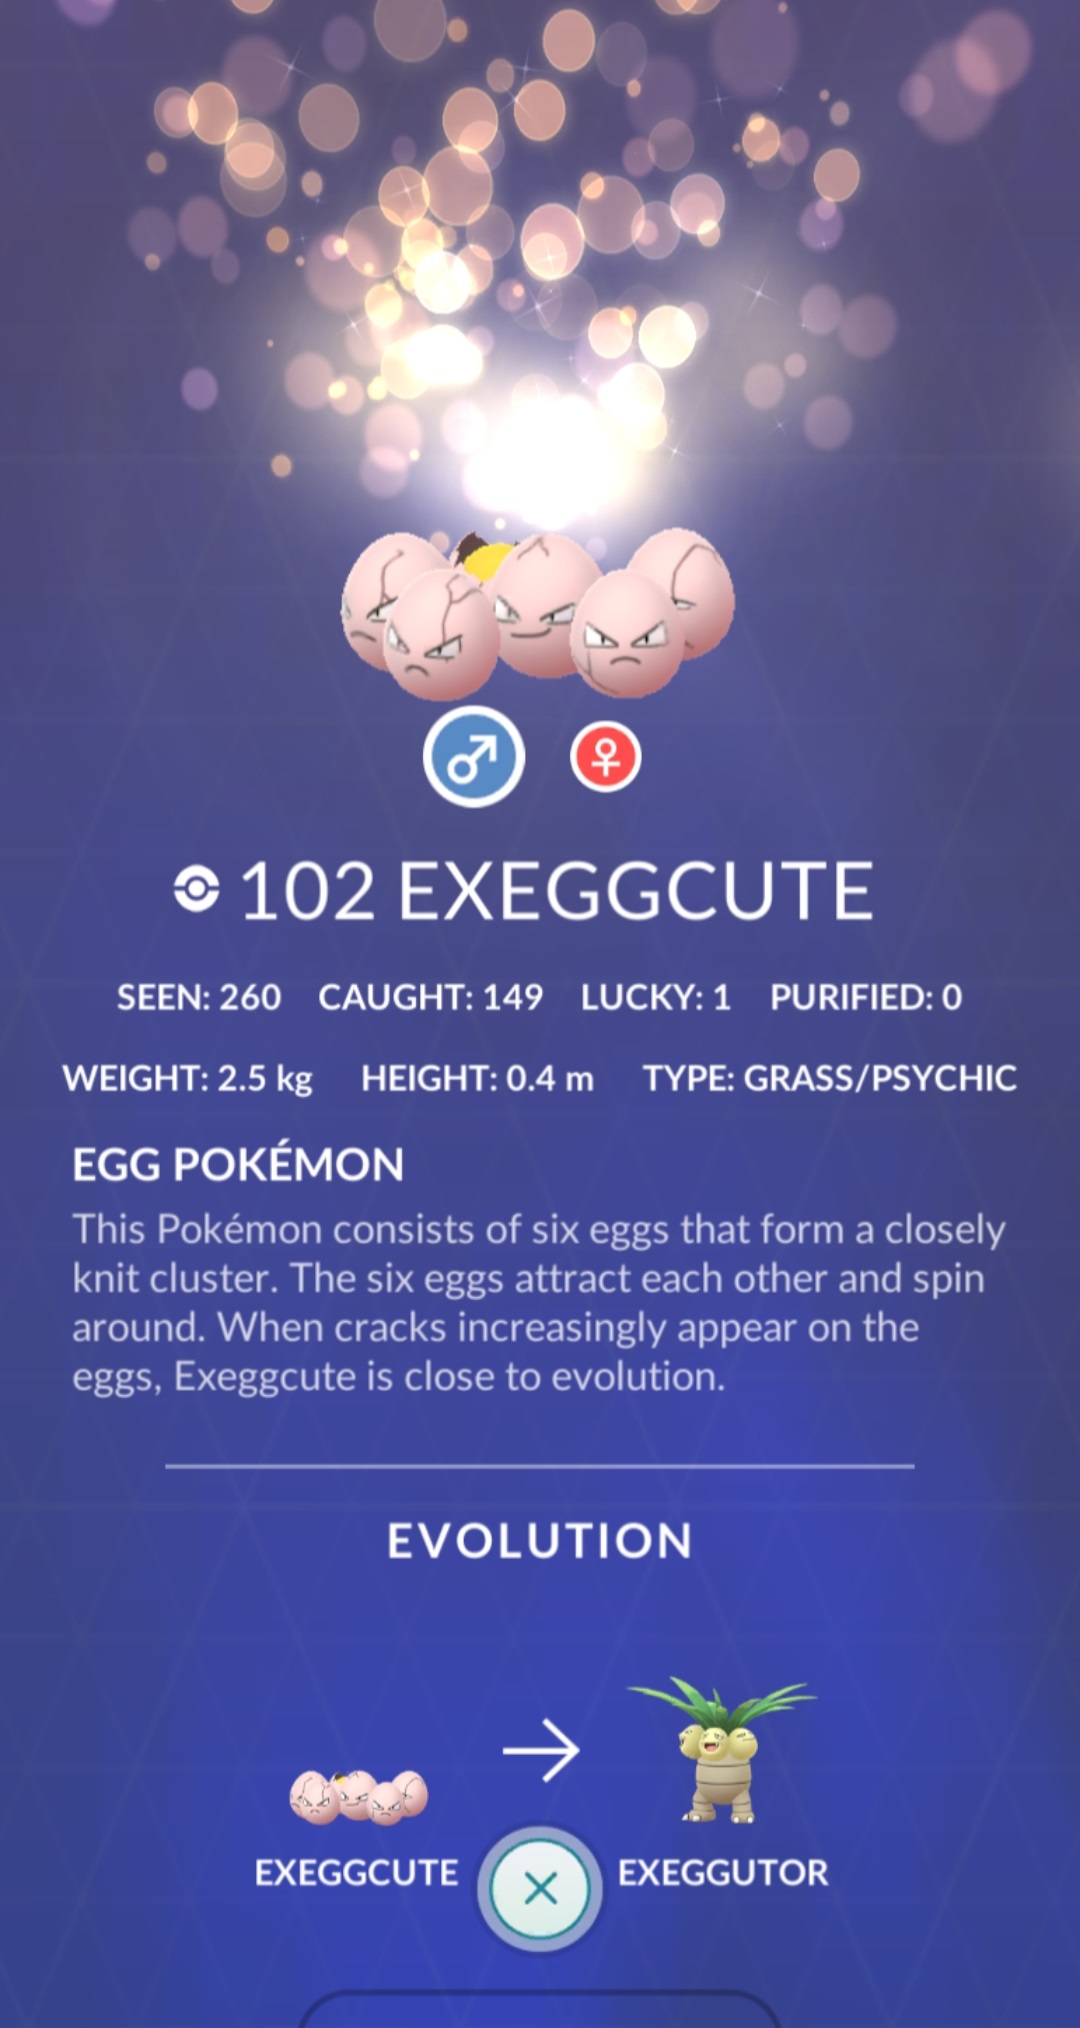 102 EXEGGCUTE
SEEN: 260 CAUGHT: 149 LUCKY: 1 PURIFIED: 0
WEIGHT: 2.5 kg HEIGHT: 0.4 m TYPE: GRASS/PSYCHIC
EGG POKÉMON
This Pokémon consists of six eggs that form a closely
knit cluster. The six eggs attract each other and spin
around. When cracks increasingly appear on the
eggs, Exeggcute is close to evolution.
EVOLUTION
EXEGGCUTE EXEGGUTOR